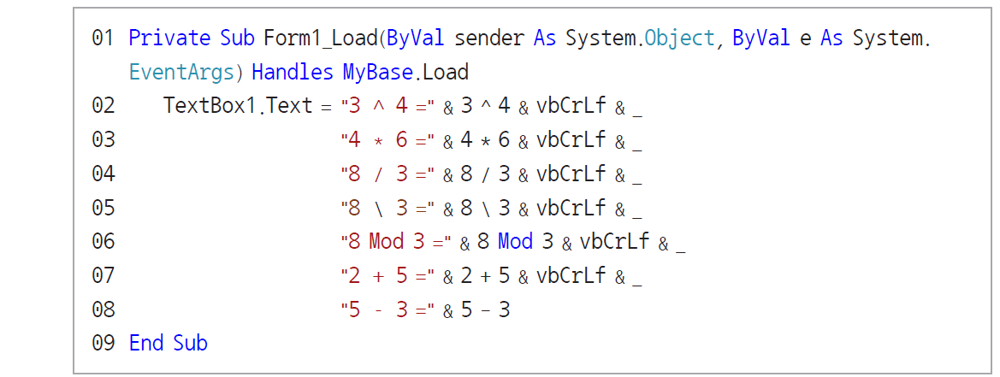 01 Private Sub Form1_Load(ByVal sender As System.Object, ByVal e As System.
EventArgs) Handles MyBase.Load
02 TextBox1.Text = "3 ^ 4 =" & 3 ^ 4 & vbCrLf & _
03 "4 * 6 =" & 4 * 6 & vbCrLf & _
04 "8 / 3 =" & 8 / 3 & vbCrLf & _
05 "8 \ 3 =" & 8 \ 3 & vbCrLf & _
06 "8 Mod 3 =" & 8 Mod 3 & vbCrLf & _
07 "2 + 5 =" & 2 + 5 & vbCrLf & _
08 "5 - 3 =" & 5 - 3
09 End Sub